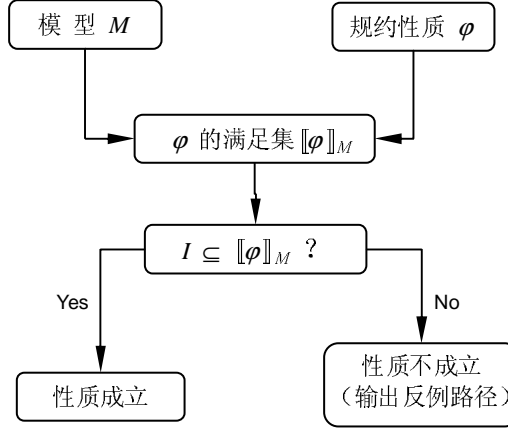 模 型 M
规约性质 φ
φ 的满足集⟦φ⟧M
I ⊆ ⟦φ⟧M ？
Yes
No
性质成立
性质不成立
（输出反例路径）